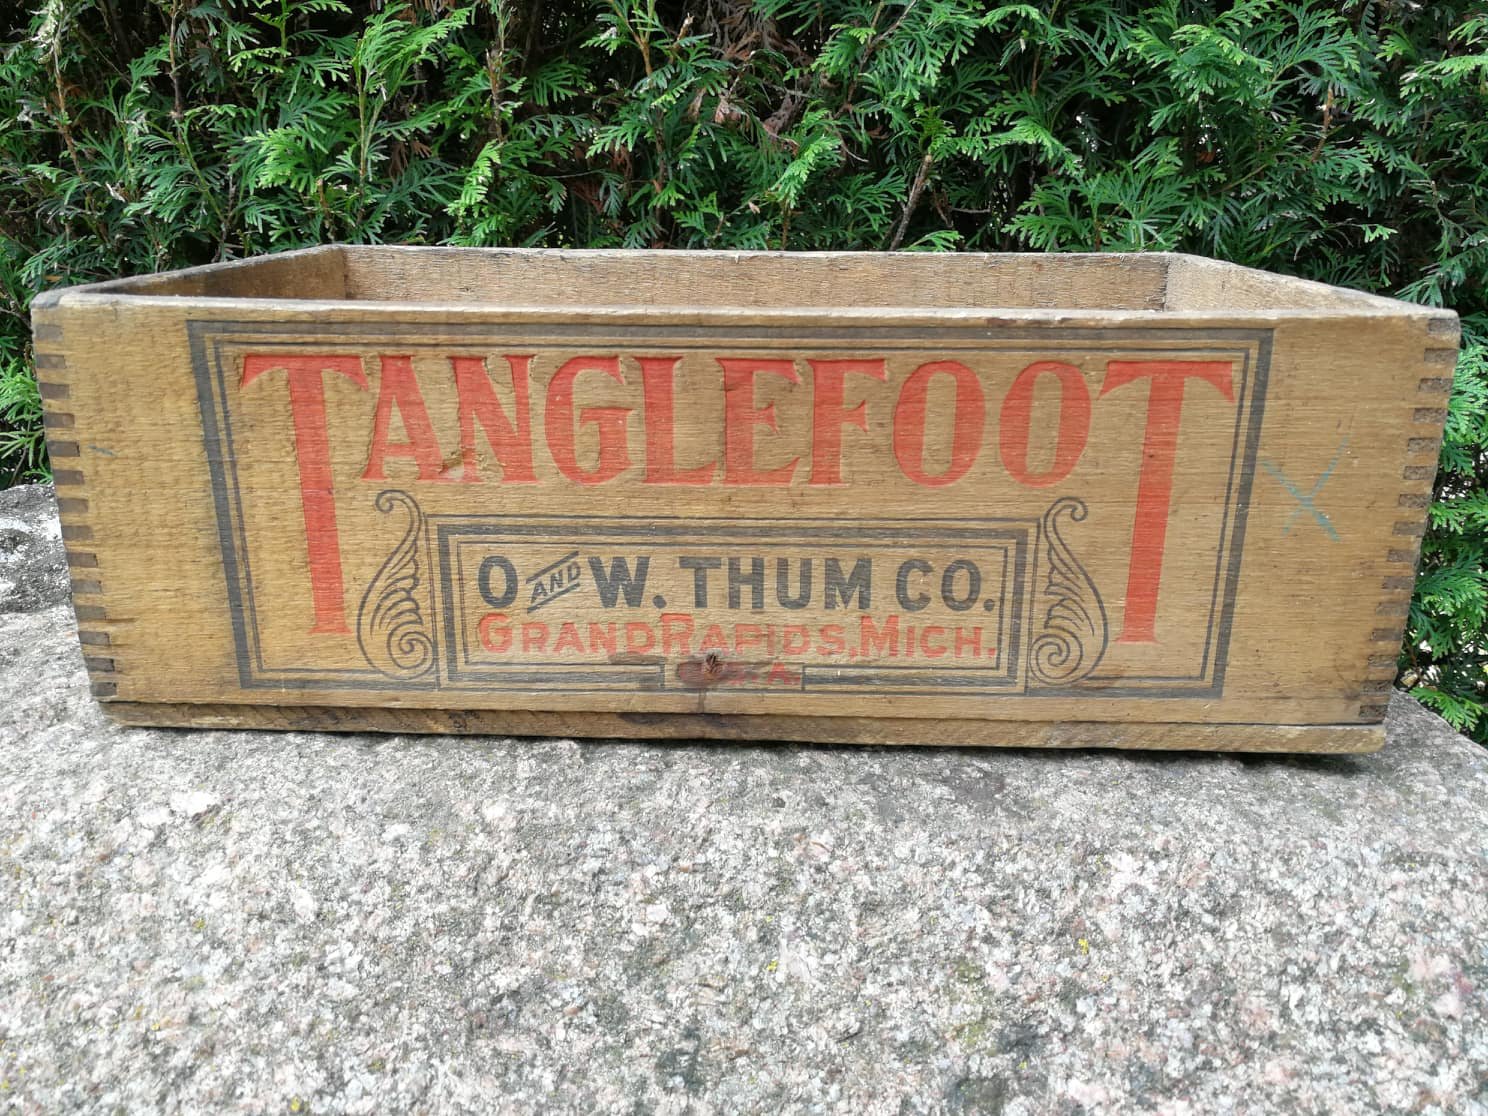 TANGLEFOOT
O AND W. THUM CO.
GRAND RAPIDS, MICH.